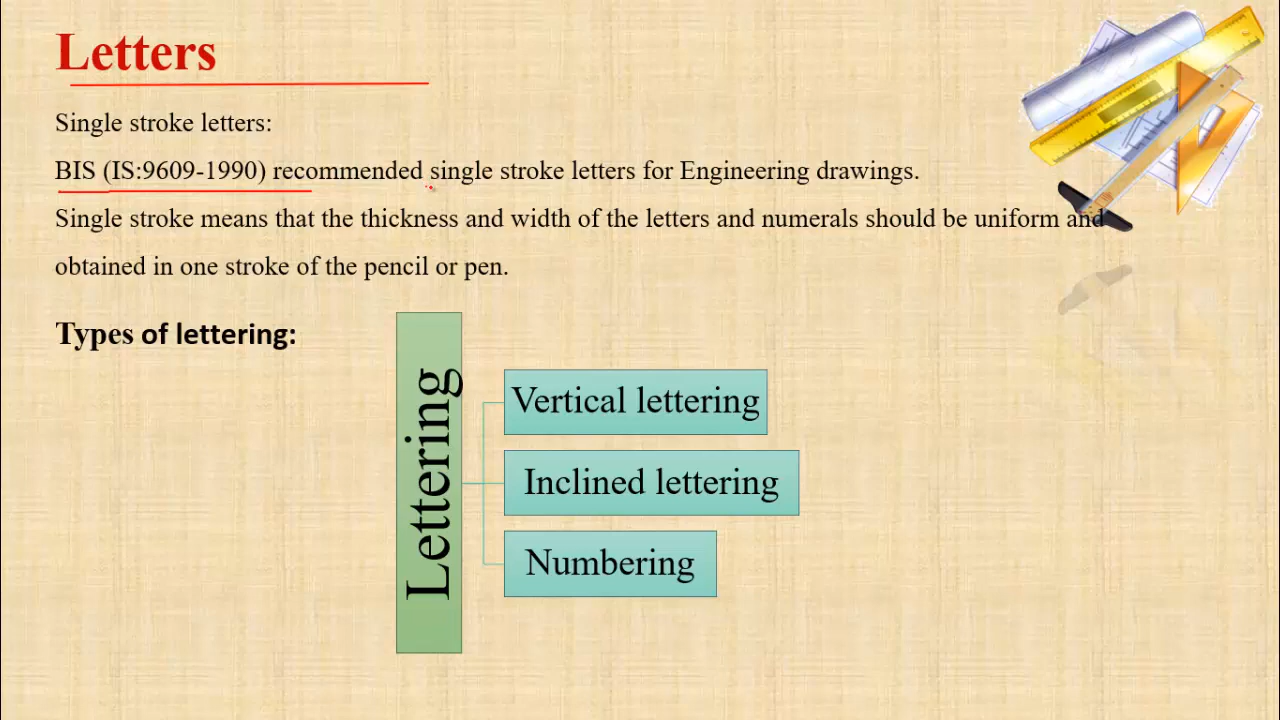 Letters
Single stroke letters:
BIS (IS:9609-1990) recommended single stroke letters for Engineering drawings.
Single stroke means that the thickness and width of the letters and numerals should be uniform and
obtained in one stroke of the pencil or pen.
Types of lettering:
Lettering
Vertical lettering
Inclined lettering
Numbering